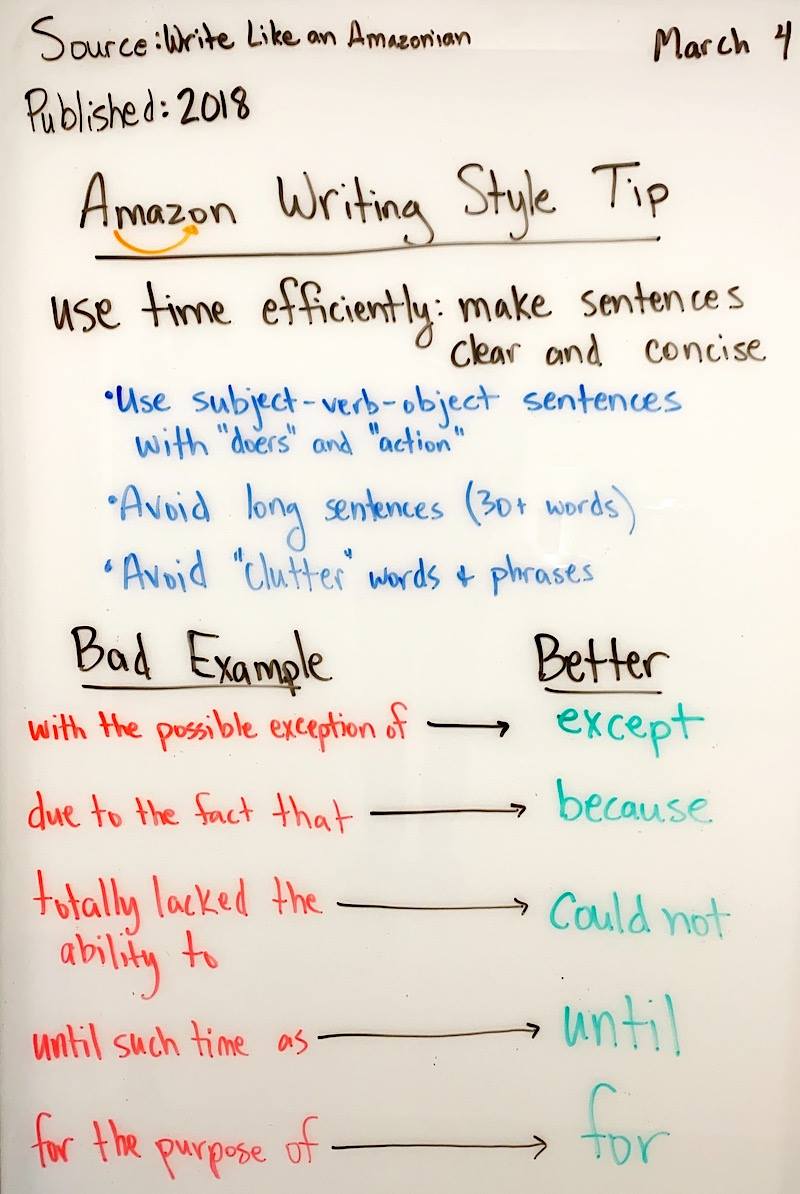 Source: Write Like an Amazonian
March 4
Published: 2018
Amazon Writing Style Tip
use time efficiently: make sentences
clear and concise
•Use subject-verb-object sentences
with "doers" and "action"
•Avoid long sentences (30+ words)
•Avoid "clutter" words + phrases
Bad Example
Better
with the possible exception of → except
due to the fact that → because
totally lacked the → Could not
ability to
until such time as → until
for the purpose of → for